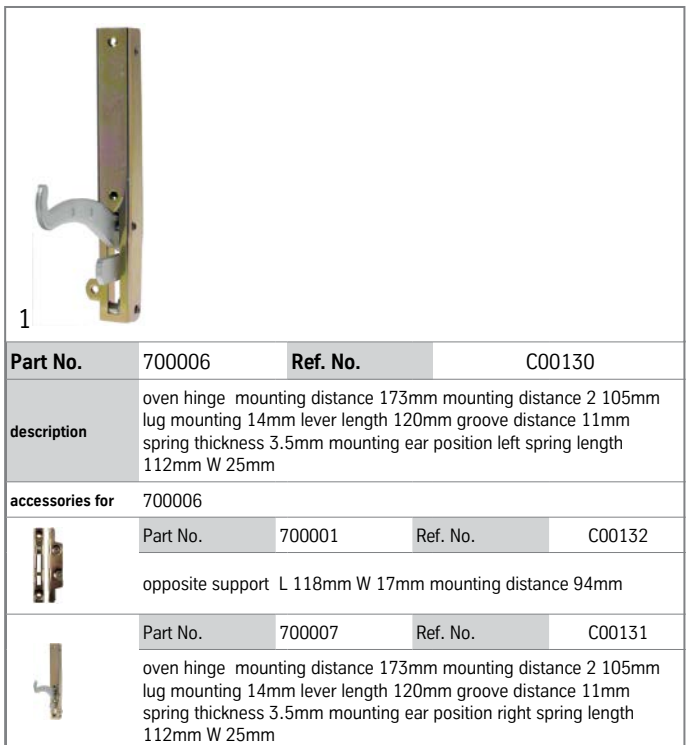 1
Part No. 700006 Ref. No. C00130
description
oven hinge mounting distance 173mm mounting distance 2 105mm
lug mounting 14mm lever length 120mm groove distance 11mm
spring thickness 3.5mm mounting ear position left spring length
112mm W 25mm
accessories for 700006
Part No. 700001 Ref. No. C00132
opposite support L 118mm W 17mm mounting distance 94mm
Part No. 700007 Ref. No. C00131
oven hinge mounting distance 173mm mounting distance 2 105mm
lug mounting 14mm lever length 120mm groove distance 11mm
spring thickness 3.5mm mounting ear position right spring length
112mm W 25mm